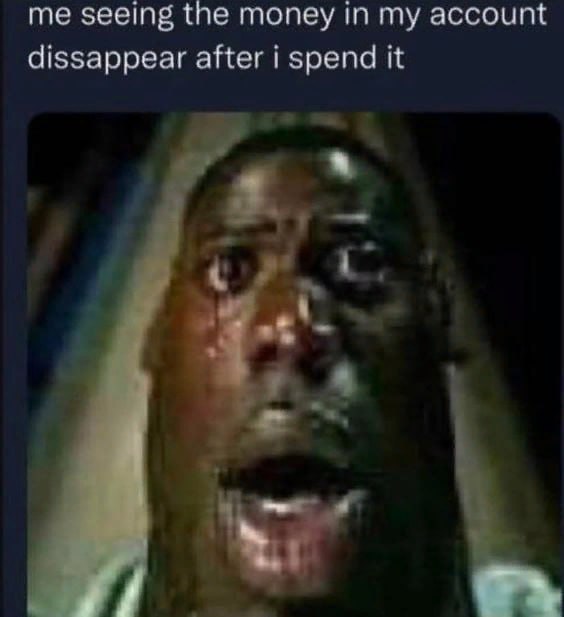 me seeing the money in my account
dissappear after i spend it